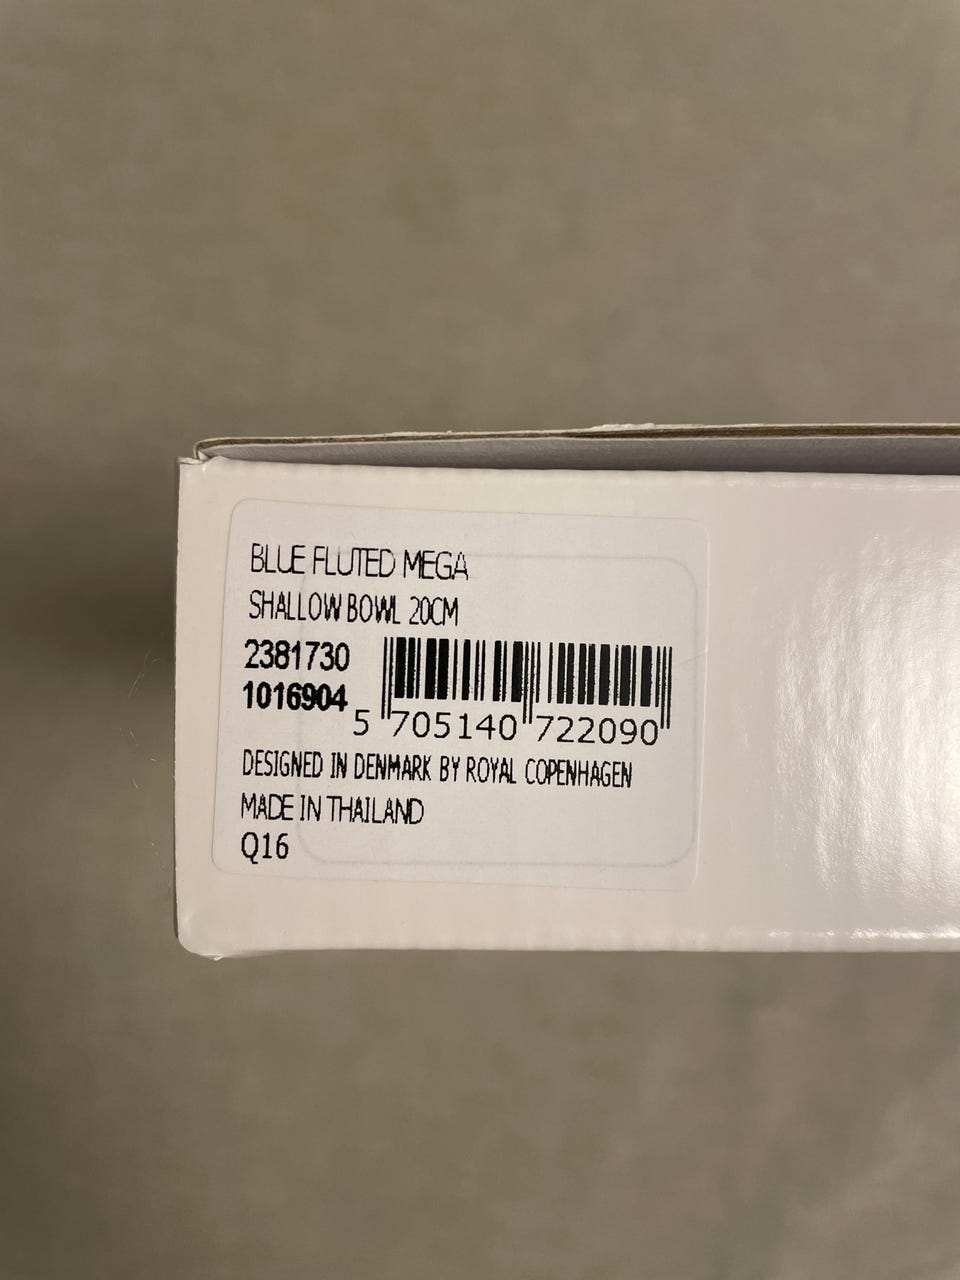 BLUE FLUTED MEGA
SHALLOW BOWL 20CM
2381730
1016904
5 705140 722090
DESIGNED IN DENMARK BY ROYAL COPENHAGEN
MADE IN THAILAND
Q16